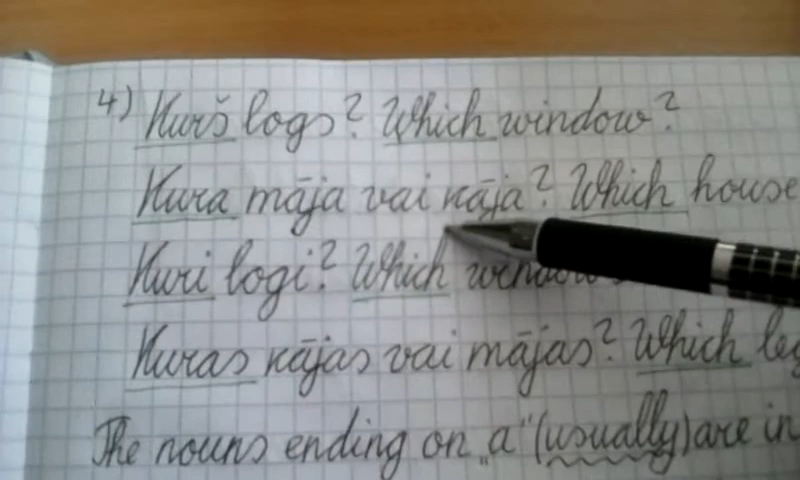 4) Kurš logs? Which window?
Kura māja vai kāja? Which house
Kuri logi? Which
Kuras kājas vai mājas? Which
The nouns ending on „a" (usually) are in